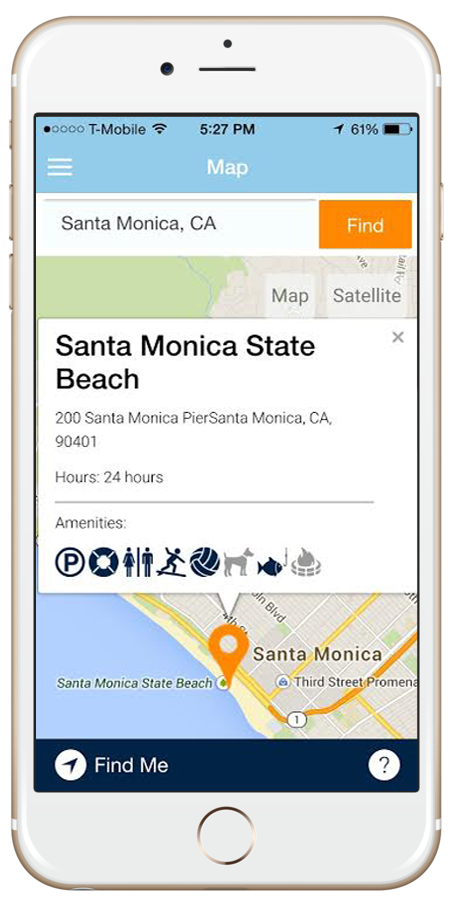 T-Mobile 5:27 PM 61%
Map
Santa Monica, CA Find
Map Satellite
Santa Monica State
Beach
×
200 Santa Monica PierSanta Monica, CA,
90401
Hours: 24 hours
Amenities:
P
Santa Monica
Santa Monica State Beach
Third Street Promena
1
Find Me ?